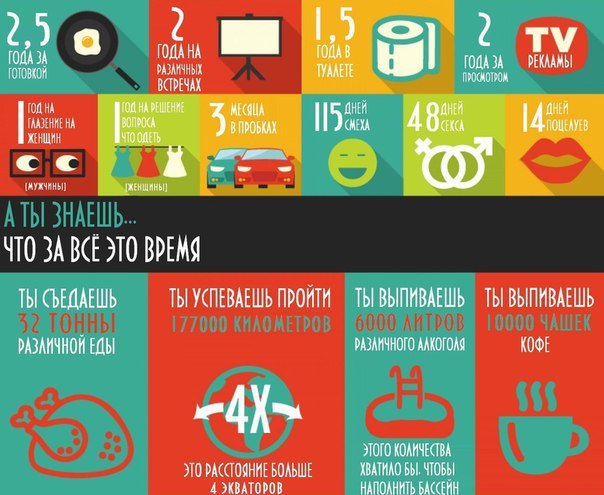 2,5
ГОДА ЗА
ГОТОВКОЙ
2
ГОДА НА
РАЗЛИЧНЫХ
ВСТРЕЧАХ
1,5
ГОДА В
ТУАЛЕТЕ
2
ГОДА ЗА
ПРОСМОТРОМ
TV
РЕКЛАМЫ
1 ГОД НА
ГЛАЗЕНИЕ НА
ЖЕНЩИН
(МУЖЧИНЫ)
1 ГОД НА РЕШЕНИЕ
ВОПРОСА
ЧТО ОДЕТЬ
(ЖЕНЩИНЫ)
3 МЕСЯЦА
В ПРОБКАХ
115 ДНЕЙ
СМЕХА
48 ДНЕЙ
СЕКСА
14 ДНЕЙ
ПОЦЕЛУЕВ
А ТЫ ЗНАЕШЬ...
ЧТО ЗА ВСЁ ЭТО ВРЕМЯ
ТЫ СЪЕДАЕШЬ
32 ТОННЫ
РАЗЛИЧНОЙ ЕДЫ
ТЫ УСПЕВАЕШЬ ПРОЙТИ
177000 КИЛОМЕТРОВ
4X
ЭТО РАССТОЯНИЕ БОЛЬШЕ
4 ЭКВАТОРОВ
ТЫ ВЫПИВАЕШЬ
6000 ЛИТРОВ
РАЗЛИЧНОГО АЛКОГОЛЯ
ЭТОГО КОЛИЧЕСТВА
ХВАТИЛО БЫ, ЧТОБЫ
НАПОЛНИТЬ БАССЕЙН
ТЫ ВЫПИВАЕШЬ
10000 ЧАШЕК
КОФЕ